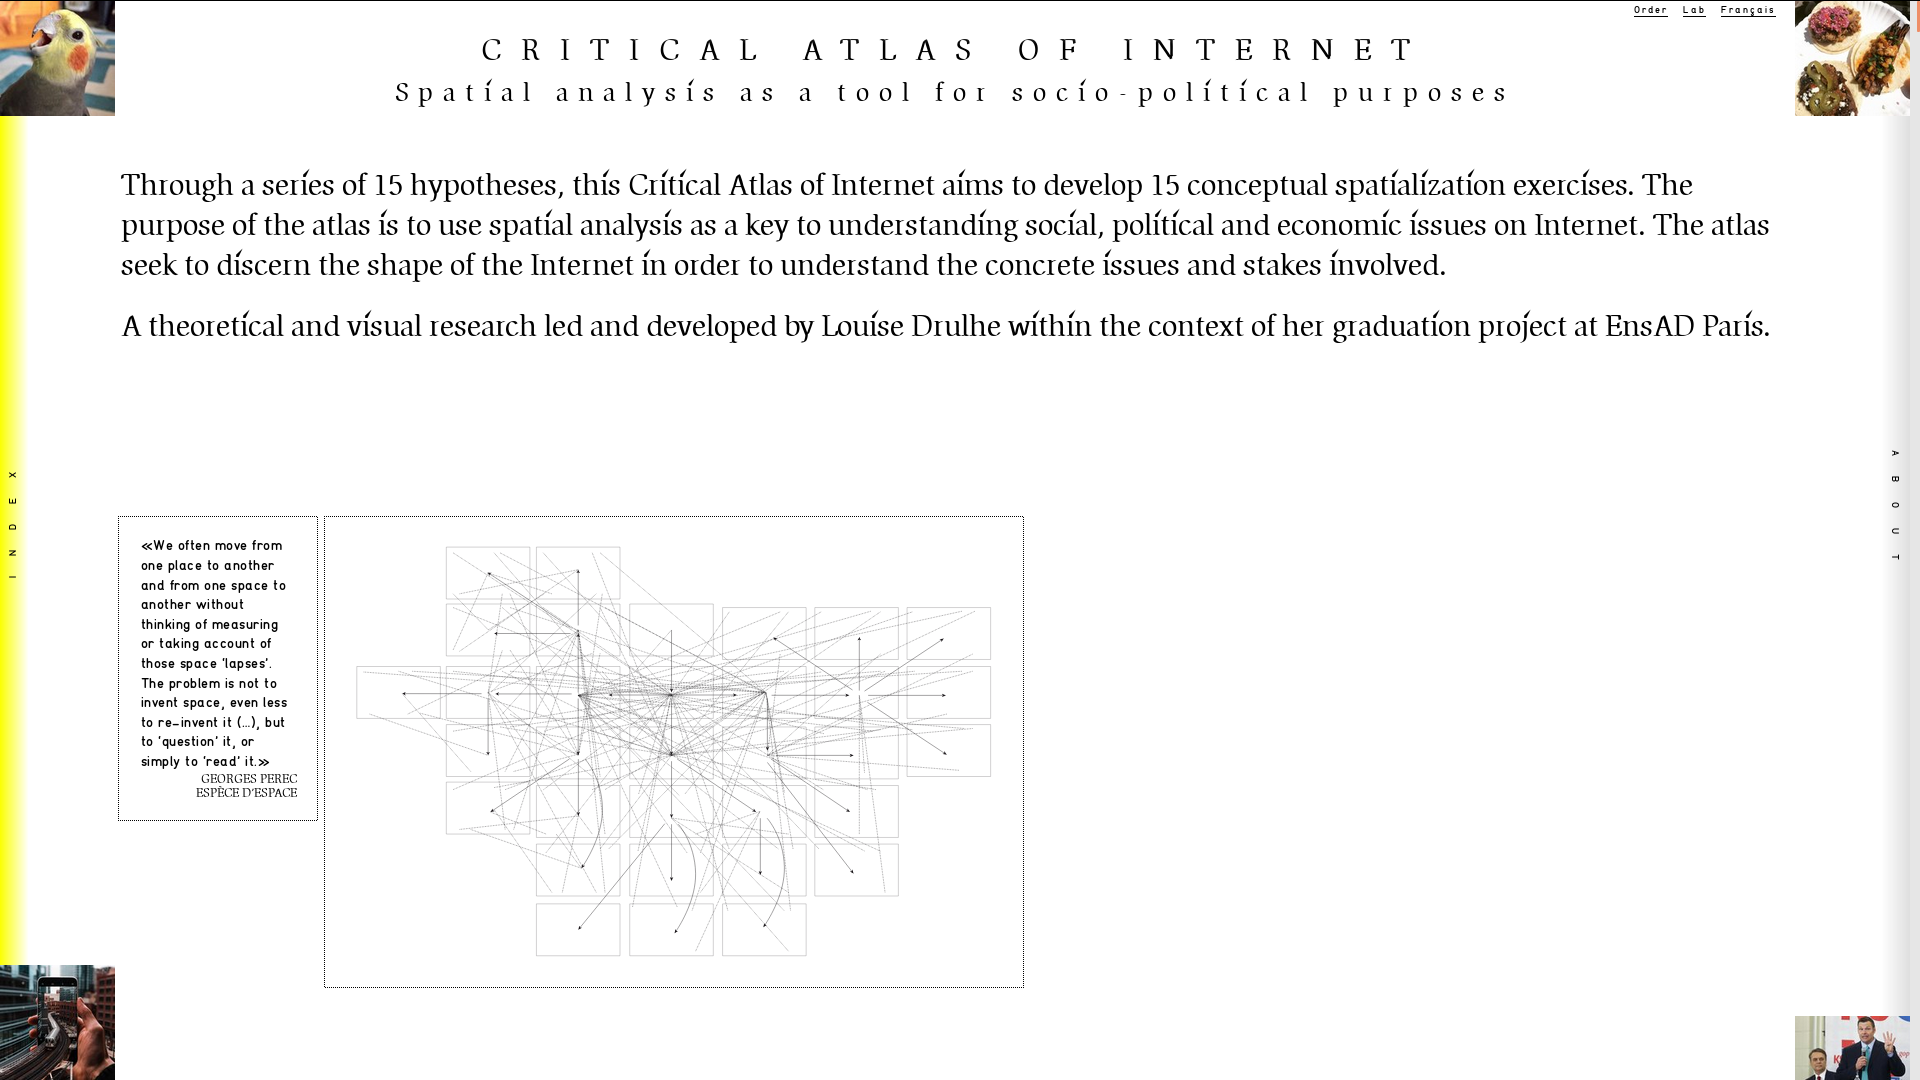 Order Lab Français
CRITICAL ATLAS OF INTERNET
Spatial analysis as a tool for socio-political purposes
Through a series of 15 hypotheses, this Critical Atlas of Internet aims to develop 15 conceptual spatialization exercises. The
purpose of the atlas is to use spatial analysis as a key to understanding social, political and economic issues on Internet. The atlas
seek to discern the shape of the Internet in order to understand the concrete issues and stakes involved.
A theoretical and visual research led and developed by Louise Drulhe within the context of her graduation project at EnsAD Paris.
INDEX
ABOUT
«We often move from
one place to another
and from one space to
another without
thinking of measuring
or taking account of
those space 'lapses'.
The problem is not to
invent space, even less
to re-invent it (...), but
to 'question' it, or
simply to 'read' it.»
GEORGES PEREC
ESPÈCE D'ESPACE